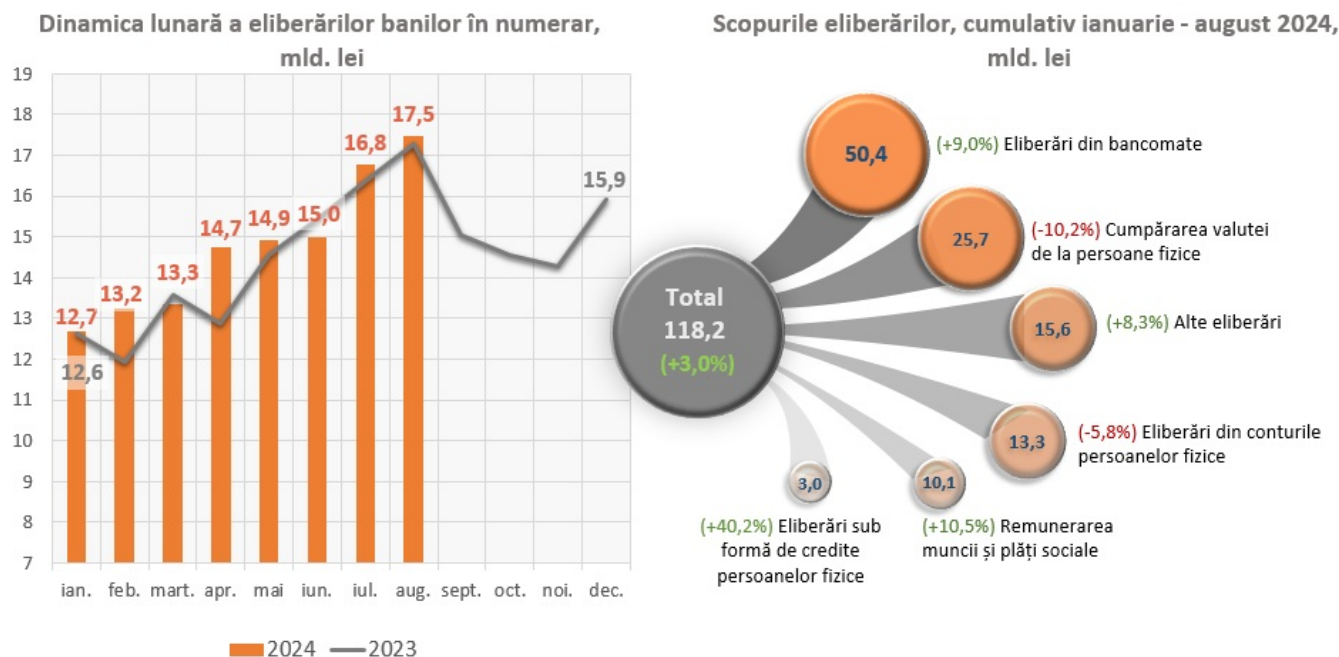 Dinamica lunară a eliberărilor banilor în numerar,
mld. lei
19
18
17
16
15
14
13
12
11
10
9
8
7
12,7
13,2
13,3
14,7
14,9
15,0
16,8
17,5
12,6
15,9
ian. feb. mart. apr. mai iun. iul. aug. sept. oct. noi. dec.
2024 2023
Scopurile eliberărilor, cumulativ ianuarie - august 2024,
mld. lei
Total
118,2
(+3,0%)
50,4
(+9,0%) Eliberări din bancomate
25,7
(-10,2%) Cumpărarea valutei
de la persoane fizice
15,6
(+8,3%) Alte eliberări
13,3
(-5,8%) Eliberări din conturile
persoanelor fizice
10,1
(+10,5%) Remunerarea
muncii și plăți sociale
3,0
(+40,2%) Eliberări sub
formă de credite
persoanelor fizice